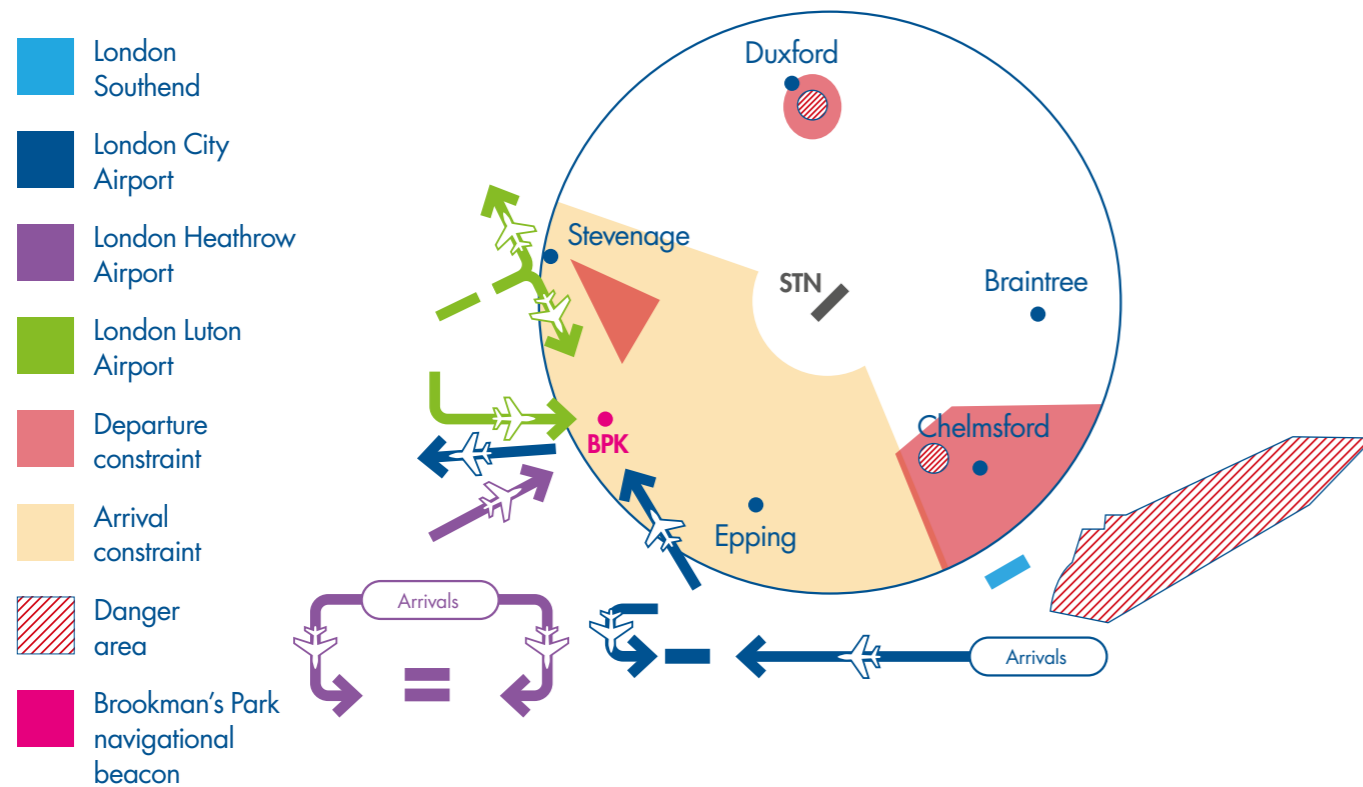 London
Southend
London City
Airport
London Heathrow
Airport
London Luton
Airport
Departure
constraint
Arrival
constraint
Danger
area
Brookman's Park
navigational
beacon
Duxford
Stevenage
STN
Braintree
BPK
Chelmsford
Epping
Arrivals
Arrivals